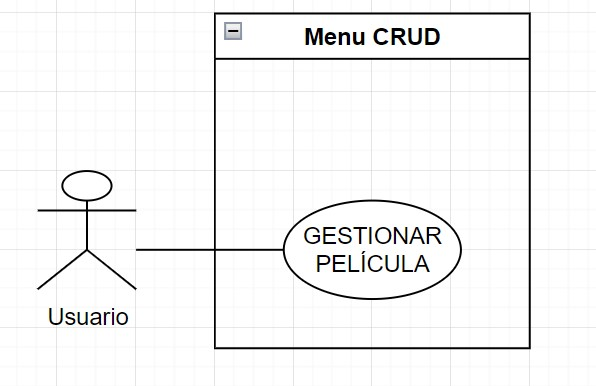 Menu CRUD
GESTIONAR
PELÍCULA
Usuario